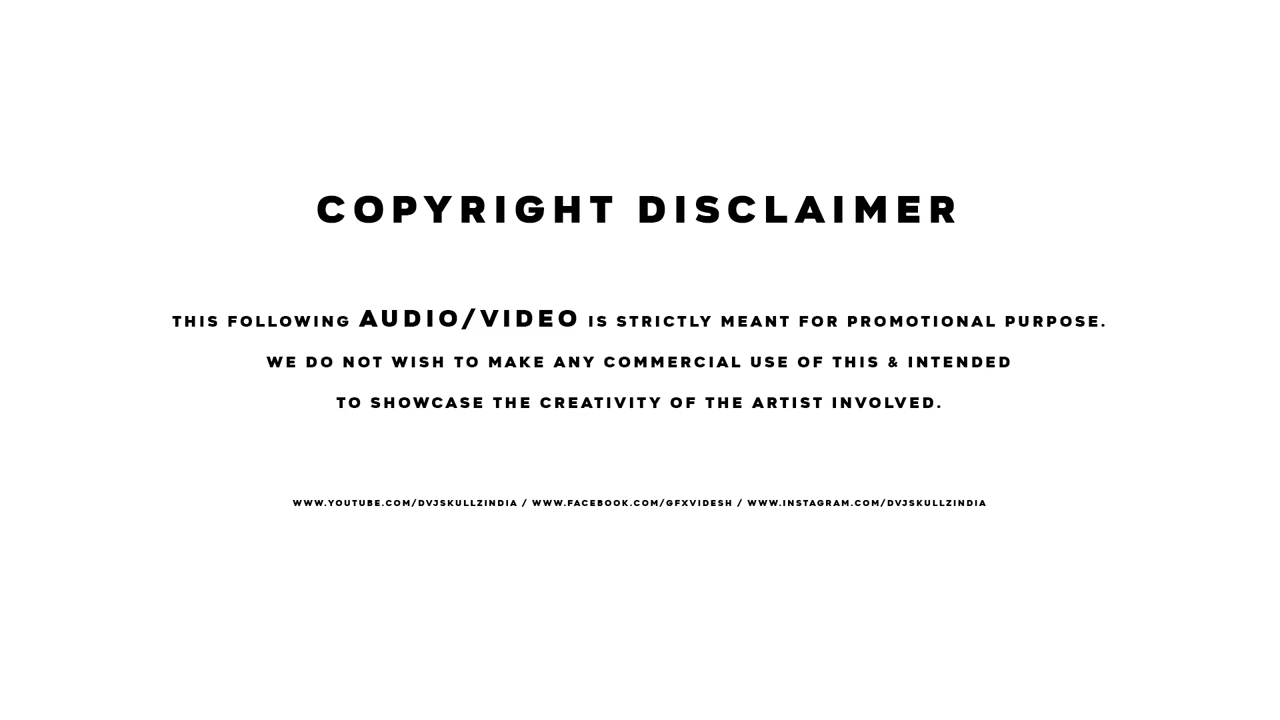 COPYRIGHT DISCLAIMER
THIS FOLLOWING AUDIO/VIDEO IS STRICTLY MEANT FOR PROMOTIONAL PURPOSE.
WE DO NOT WISH TO MAKE ANY COMMERCIAL USE OF THIS & INTENDED
TO SHOWCASE THE CREATIVITY OF THE ARTIST INVOLVED.
WWW.YOUTUBE.COM/DVJSKULLZINDIA / WWW.FACEBOOK.COM/GFXVIDESH / WWW.INSTAGRAM.COM/DVJSKULLZINDIA